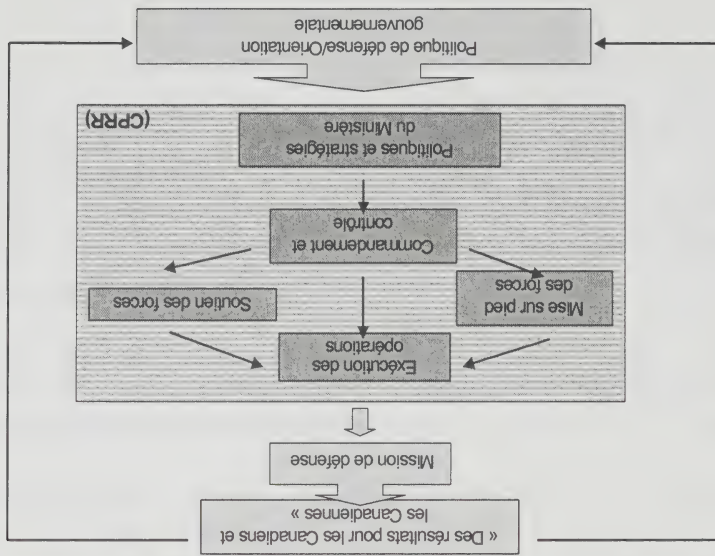 « Des résultats pour les Canadiens et
les Canadiennes »
Mission de défense
Exécution des
opérations
Mise sur pied
des forces
Soutien des forces
Commandement et
contrôle
Politiques et stratégies
du Ministère
(CPRR)
Politique de défense/Orientation
gouvernementale